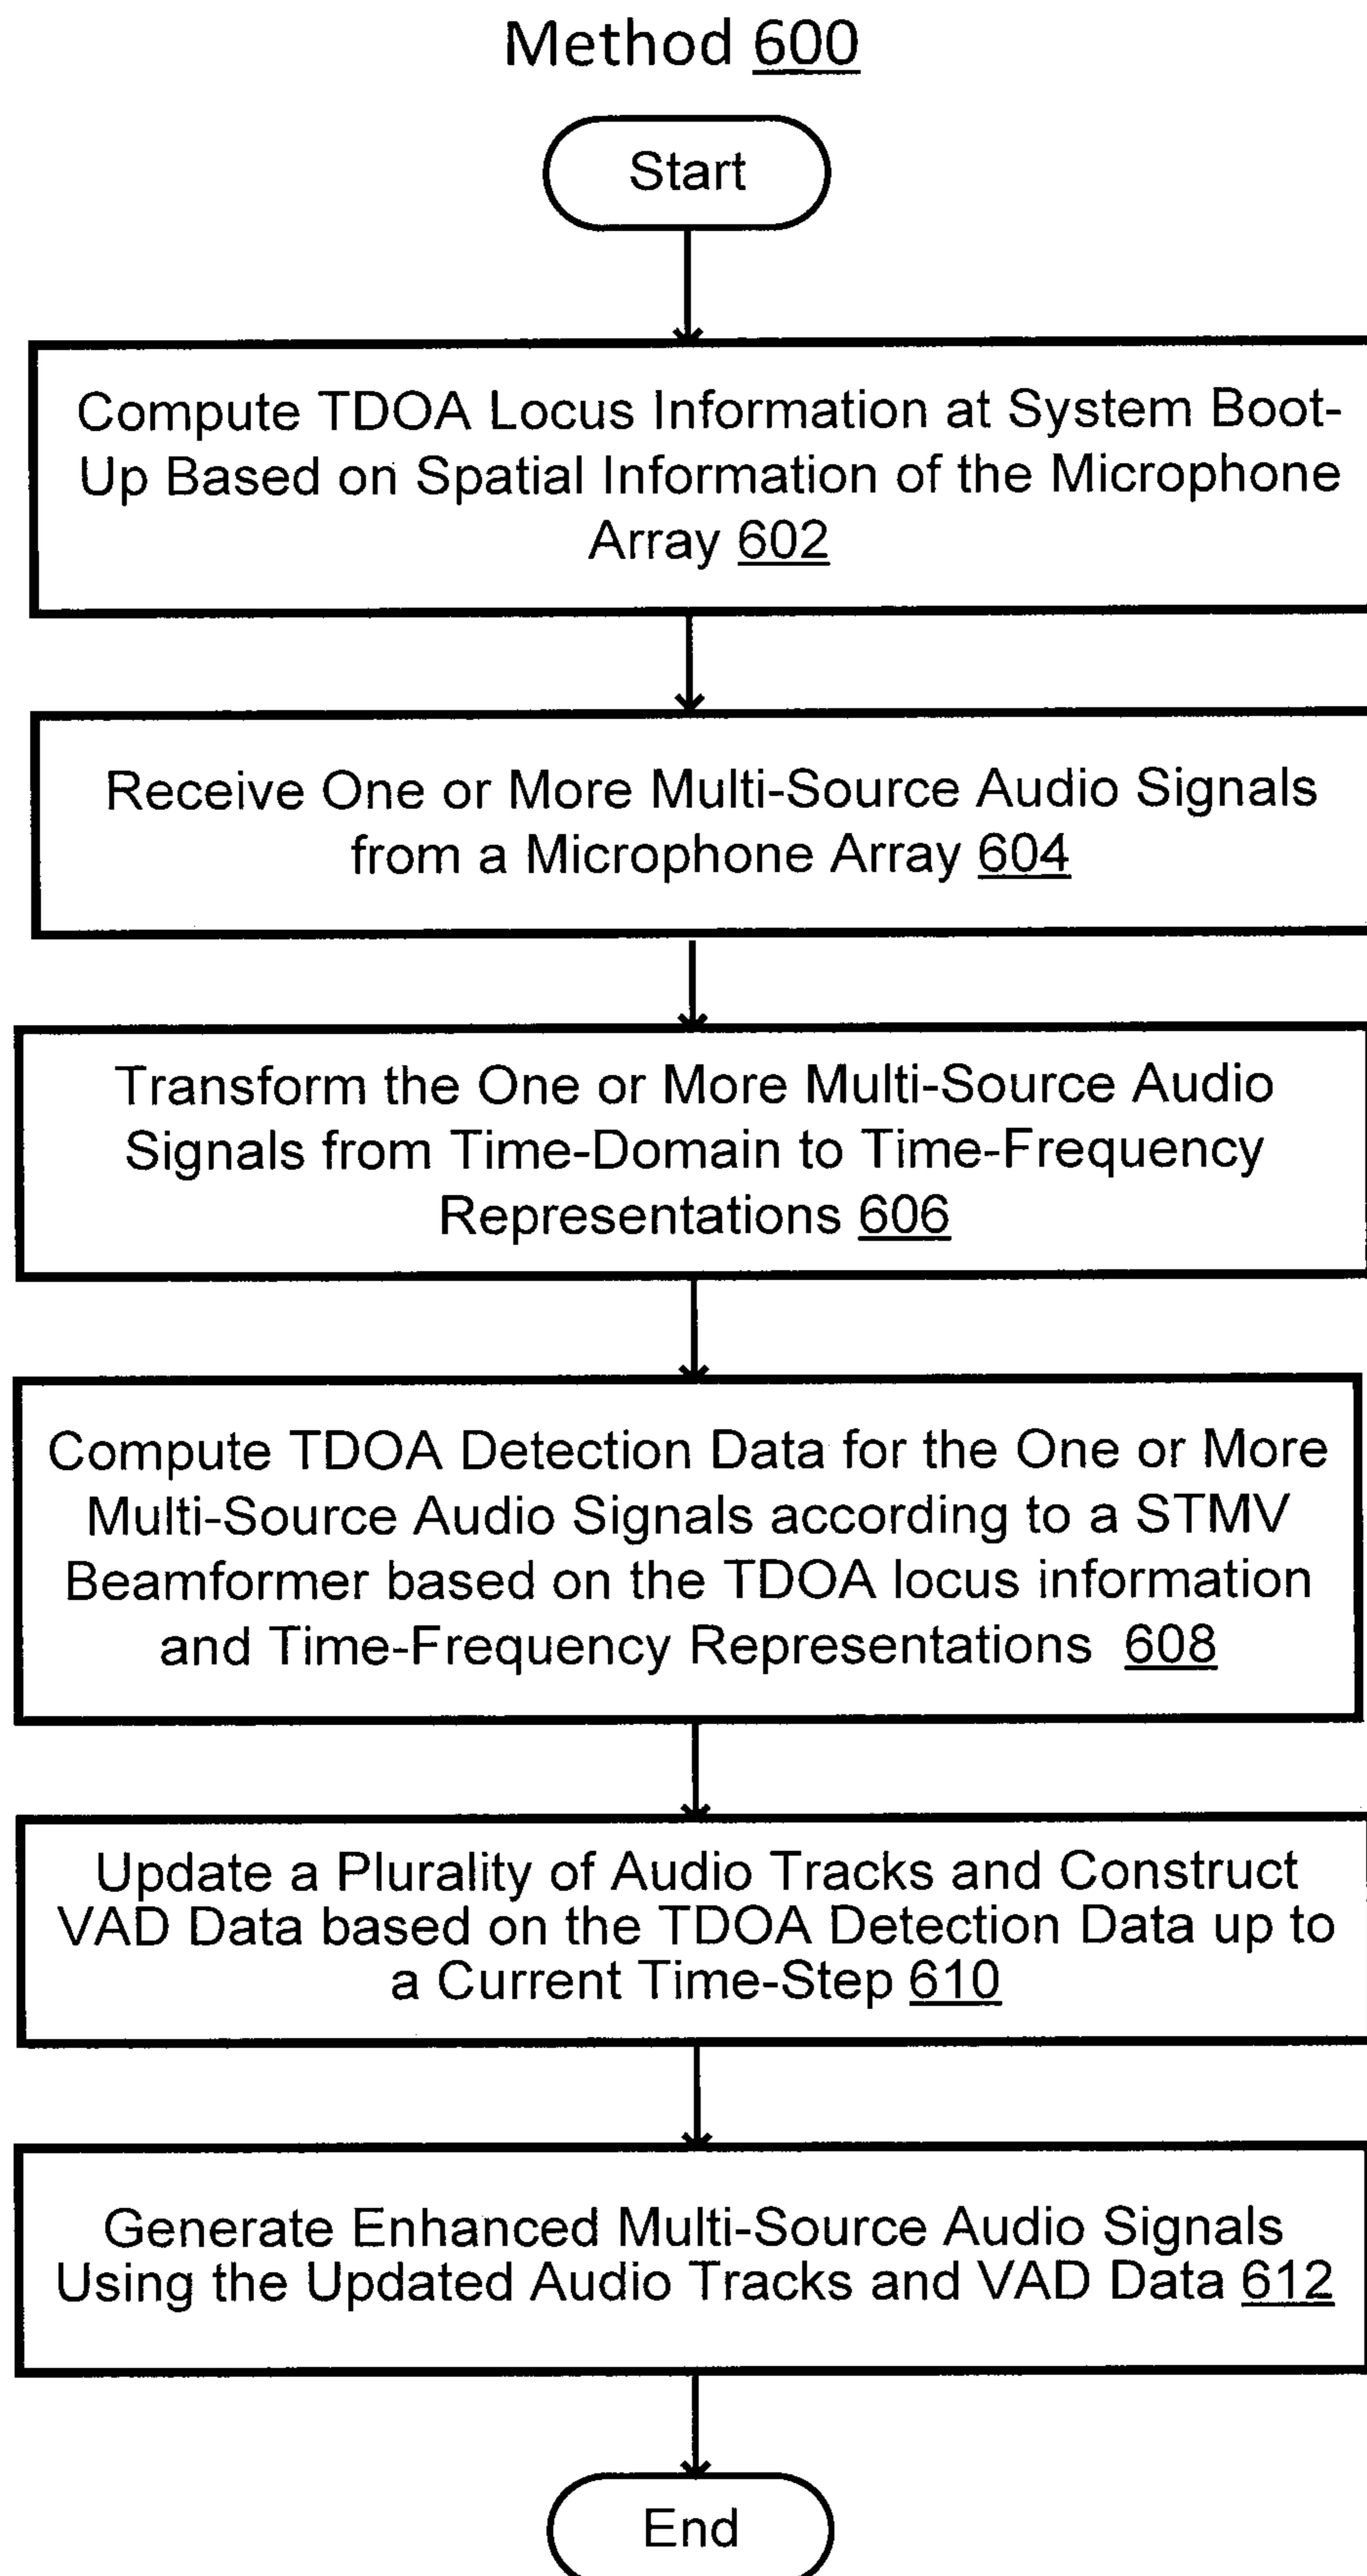 Method 600
Start
Compute TDOA Locus Information at System Boot-
Up Based on Spatial Information of the Microphone
Array 602
Receive One or More Multi-Source Audio Signals
from a Microphone Array 604
Transform the One or More Multi-Source Audio
Signals from Time-Domain to Time-Frequency
Representations 606
Compute TDOA Detection Data for the One or More
Multi-Source Audio Signals according to a STMV
Beamformer based on the TDOA locus information
and Time-Frequency Representations 608
Update a Plurality of Audio Tracks and Construct
VAD Data based on the TDOA Detection Data up to
a Current Time-Step 610
Generate Enhanced Multi-Source Audio Signals
Using the Updated Audio Tracks and VAD Data 612
End